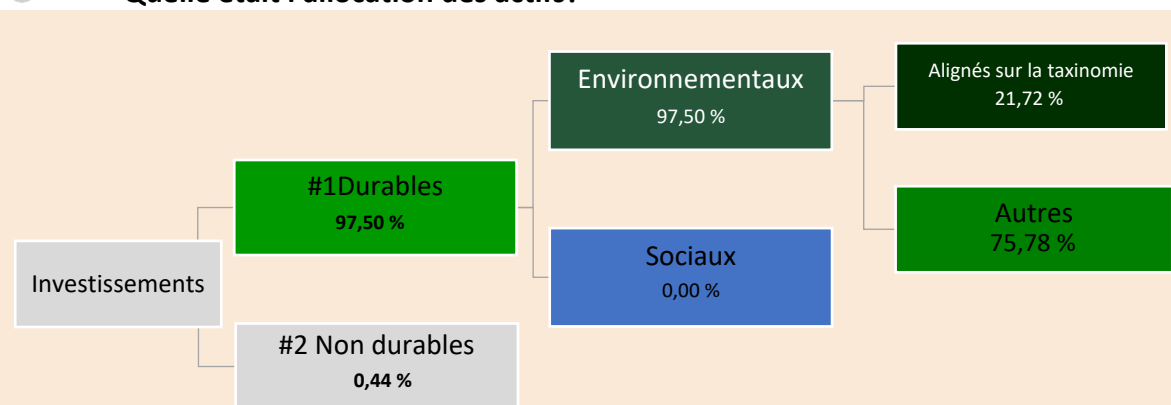 Quelle était l'allocation des actifs?
Environnementaux
97,50 %
Alignés sur la taxinomie
21,72 %
#1Durables
97,50 %
Autres
75,78 %
Sociaux
0,00 %
Investissements
#2 Non durables
0,44 %